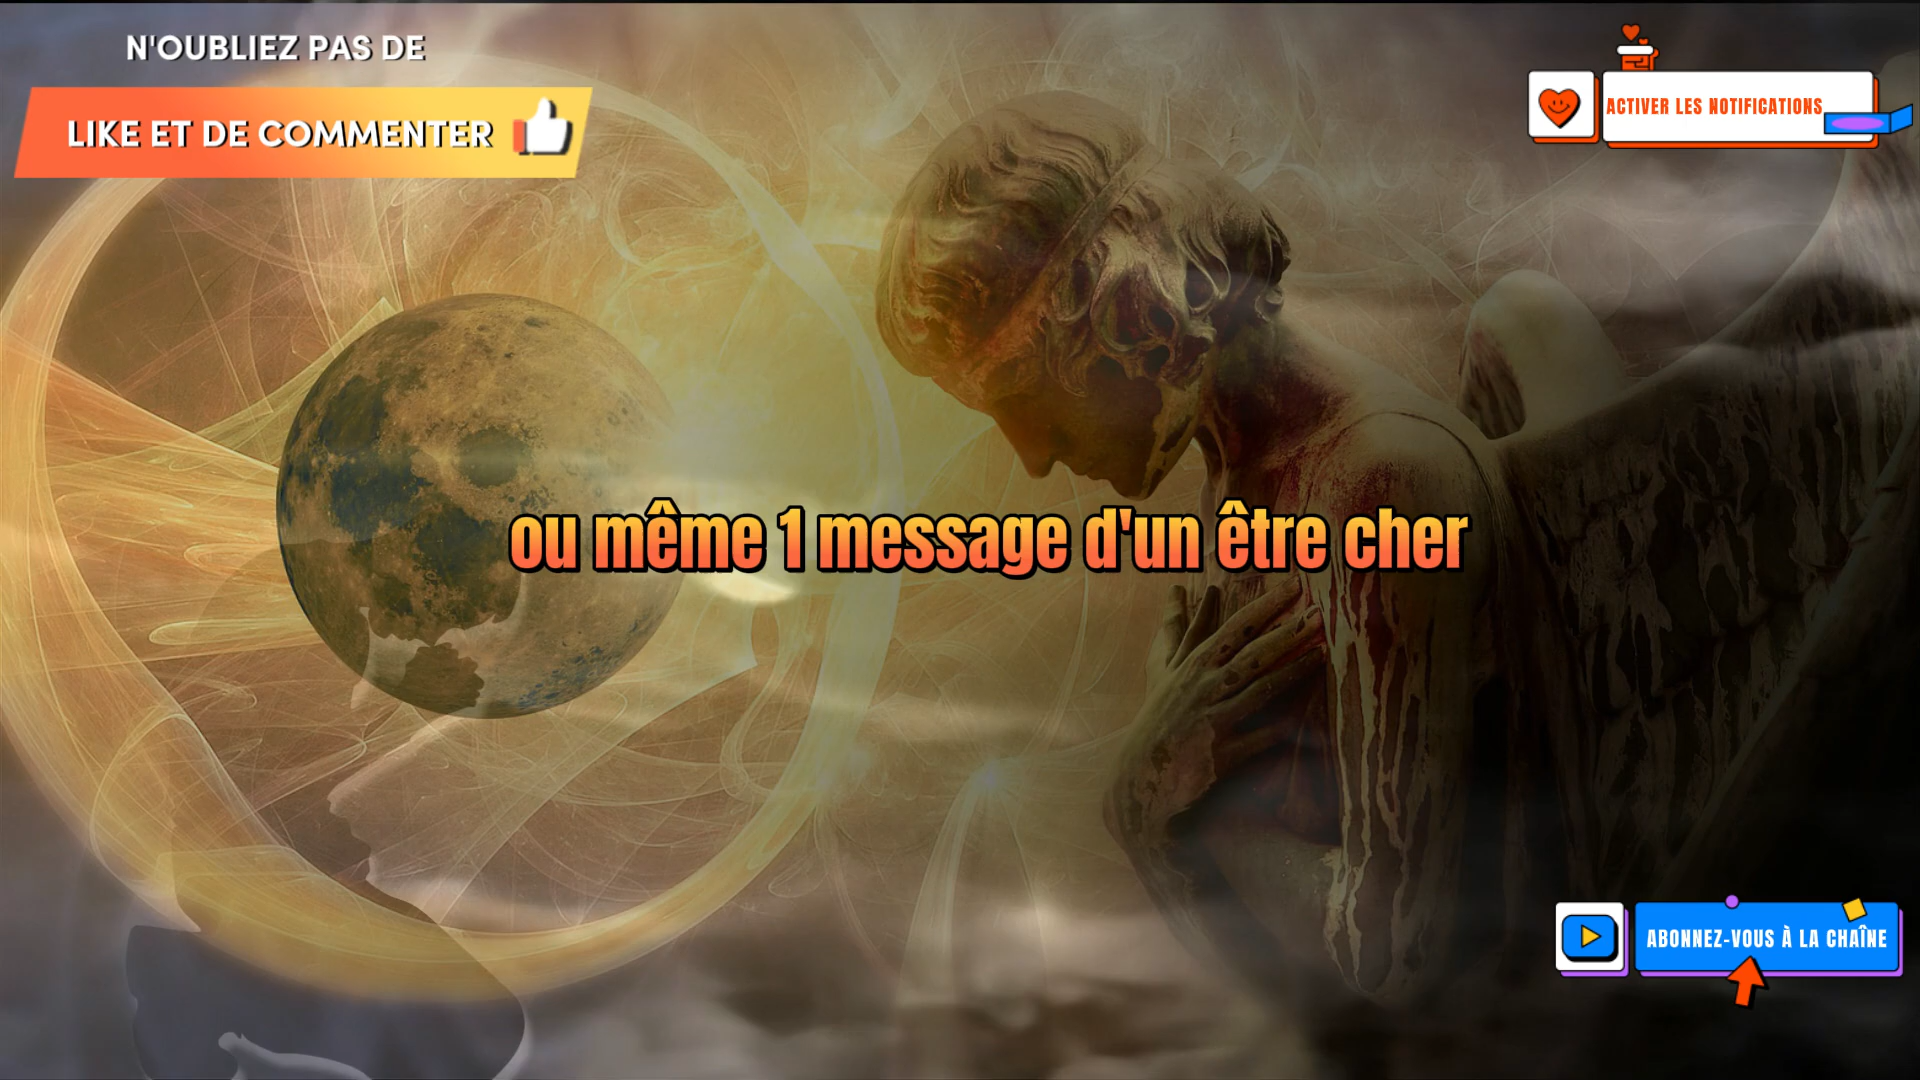 N'OUBLIEZ PAS DE
LIKE ET DE COMMENTER
ACTIVER LES NOTIFICATIONS
ou même 1 message d'un être cher
ABONNEZ-VOUS À LA CHAÎNE